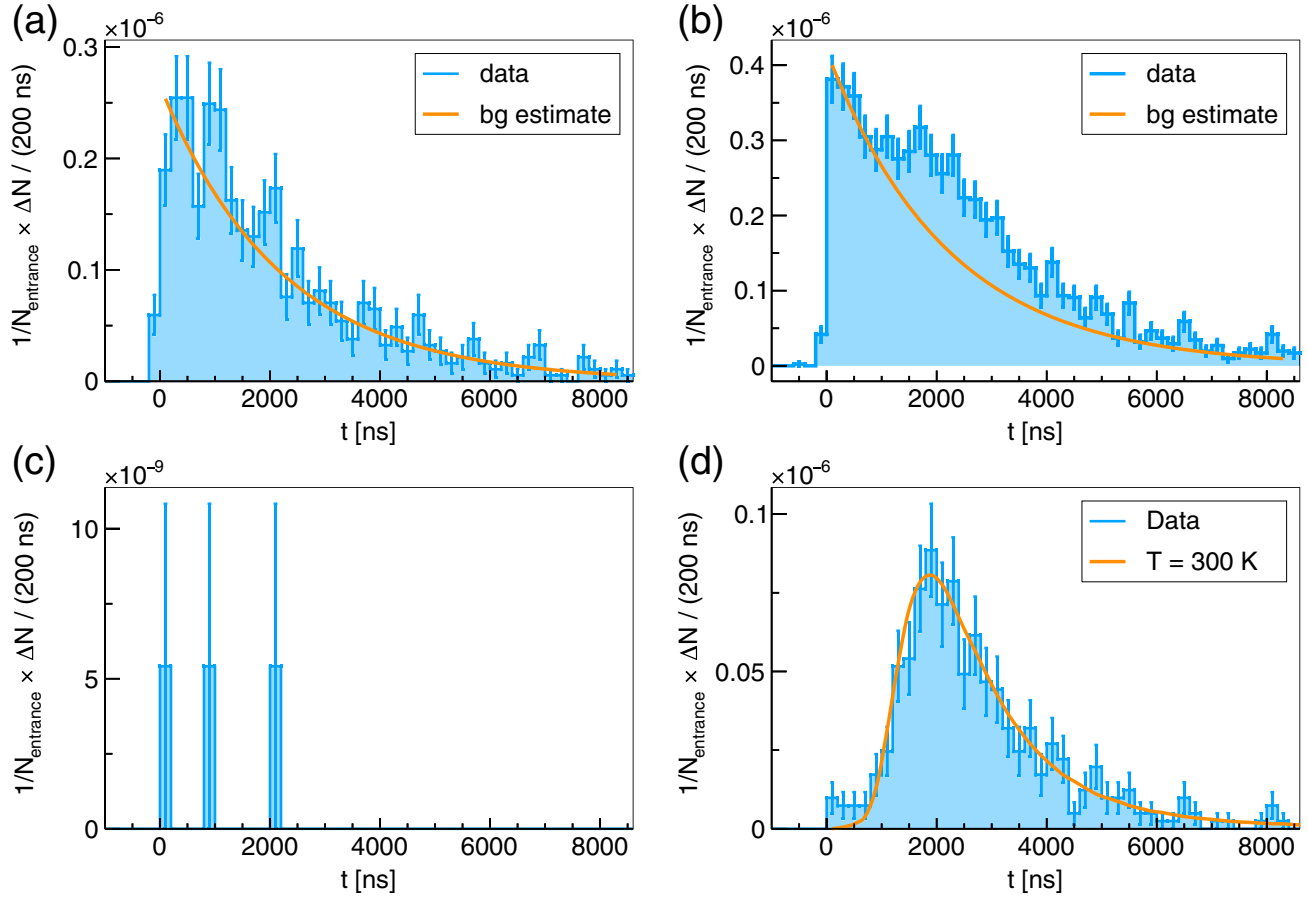 (a)
×10⁻⁶
0.3
0.2
0.1
0
1/N_entrance × ΔN / (200 ns)
data
bg estimate
0 2000 4000 6000 8000
t [ns]
(b)
×10⁻⁶
0.4
0.3
0.2
0.1
0
1/N_entrance × ΔN / (200 ns)
data
bg estimate
0 2000 4000 6000 8000
t [ns]
(c)
×10⁻⁹
10
5
0
1/N_entrance × ΔN / (200 ns)
0 2000 4000 6000 8000
t [ns]
(d)
×10⁻⁶
0.1
0.05
0
1/N_entrance × ΔN / (200 ns)
Data
T = 300 K
0 2000 4000 6000 8000
t [ns]